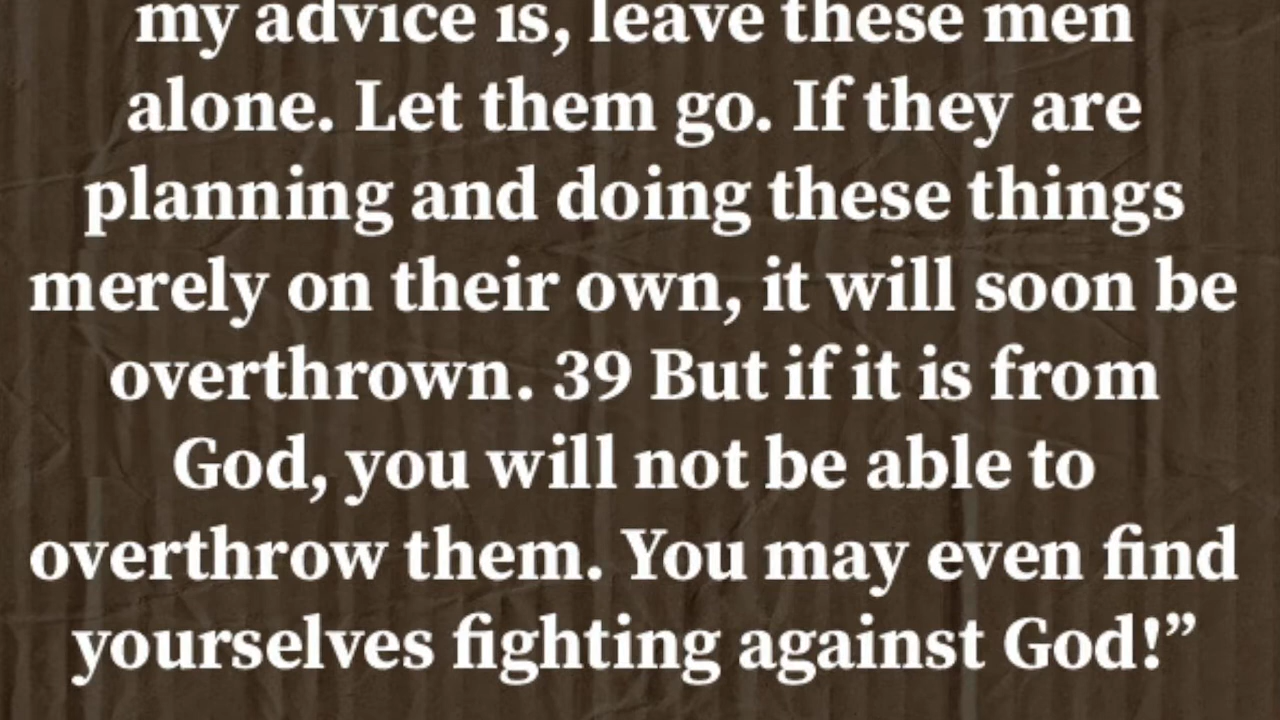 my advice is, leave these men
alone. Let them go. If they are
planning and doing these things
merely on their own, it will soon be
overthrown. 39 But if it is from
God, you will not be able to
overthrow them. You may even find
yourselves fighting against God!”